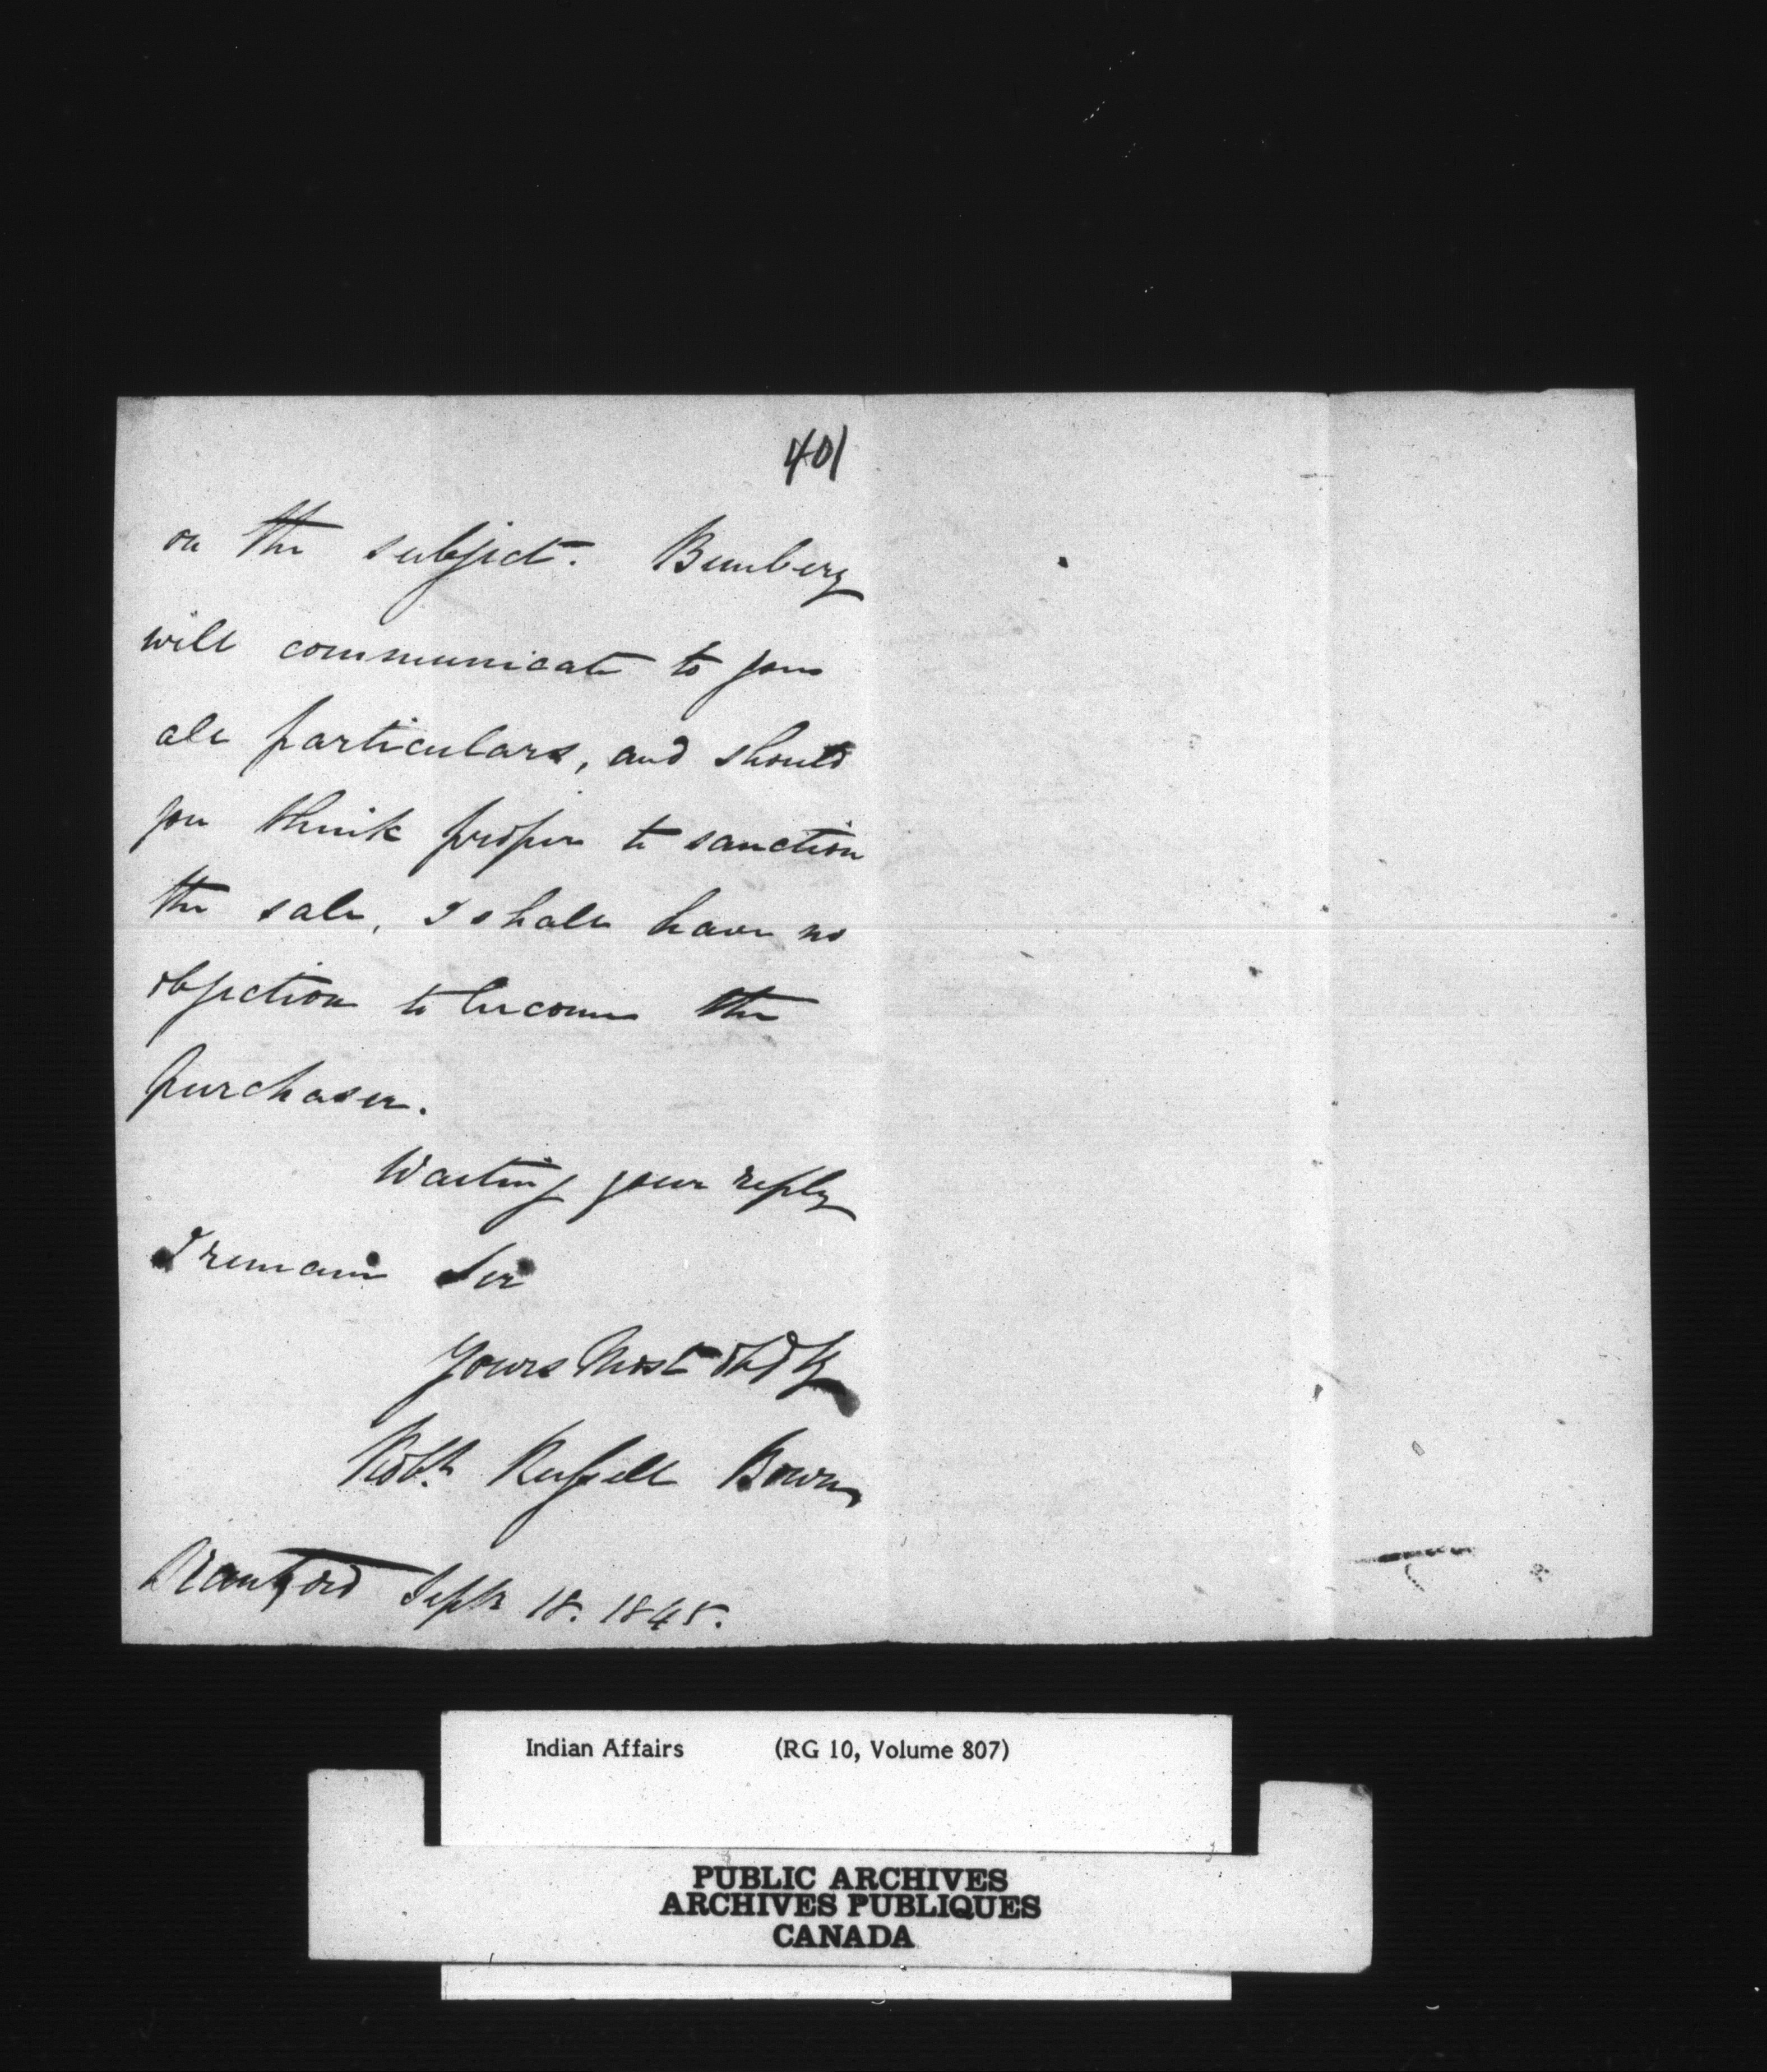 401
on the subject. Bumberry
will communicate to you
all particulars, and should
you think proper to sanction
the sale, I shall have no
objection to become the
purchaser.
Waiting your reply
I remain Sir
Yours Most obdly
Robt. Russell Bown
Brantford Sept 18. 1845.
Indian Affairs (RG 10, Volume 807)
PUBLIC ARCHIVES
ARCHIVES PUBLIQUES
CANADA